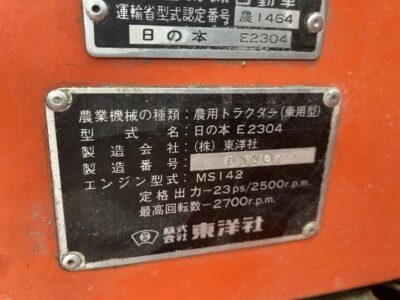 運輸省型式認定番号 農1464
日の本 E2304
農業機械の種類：農用トラクター(乗用型)
型式名：日の本 E2304
製造会社：(株) 東洋社
製造番号：
エンジン型式：MS142
定格出力―23ps/2500r.p.m.
最高回転数―2700r.p.m.
株式会社 東洋社